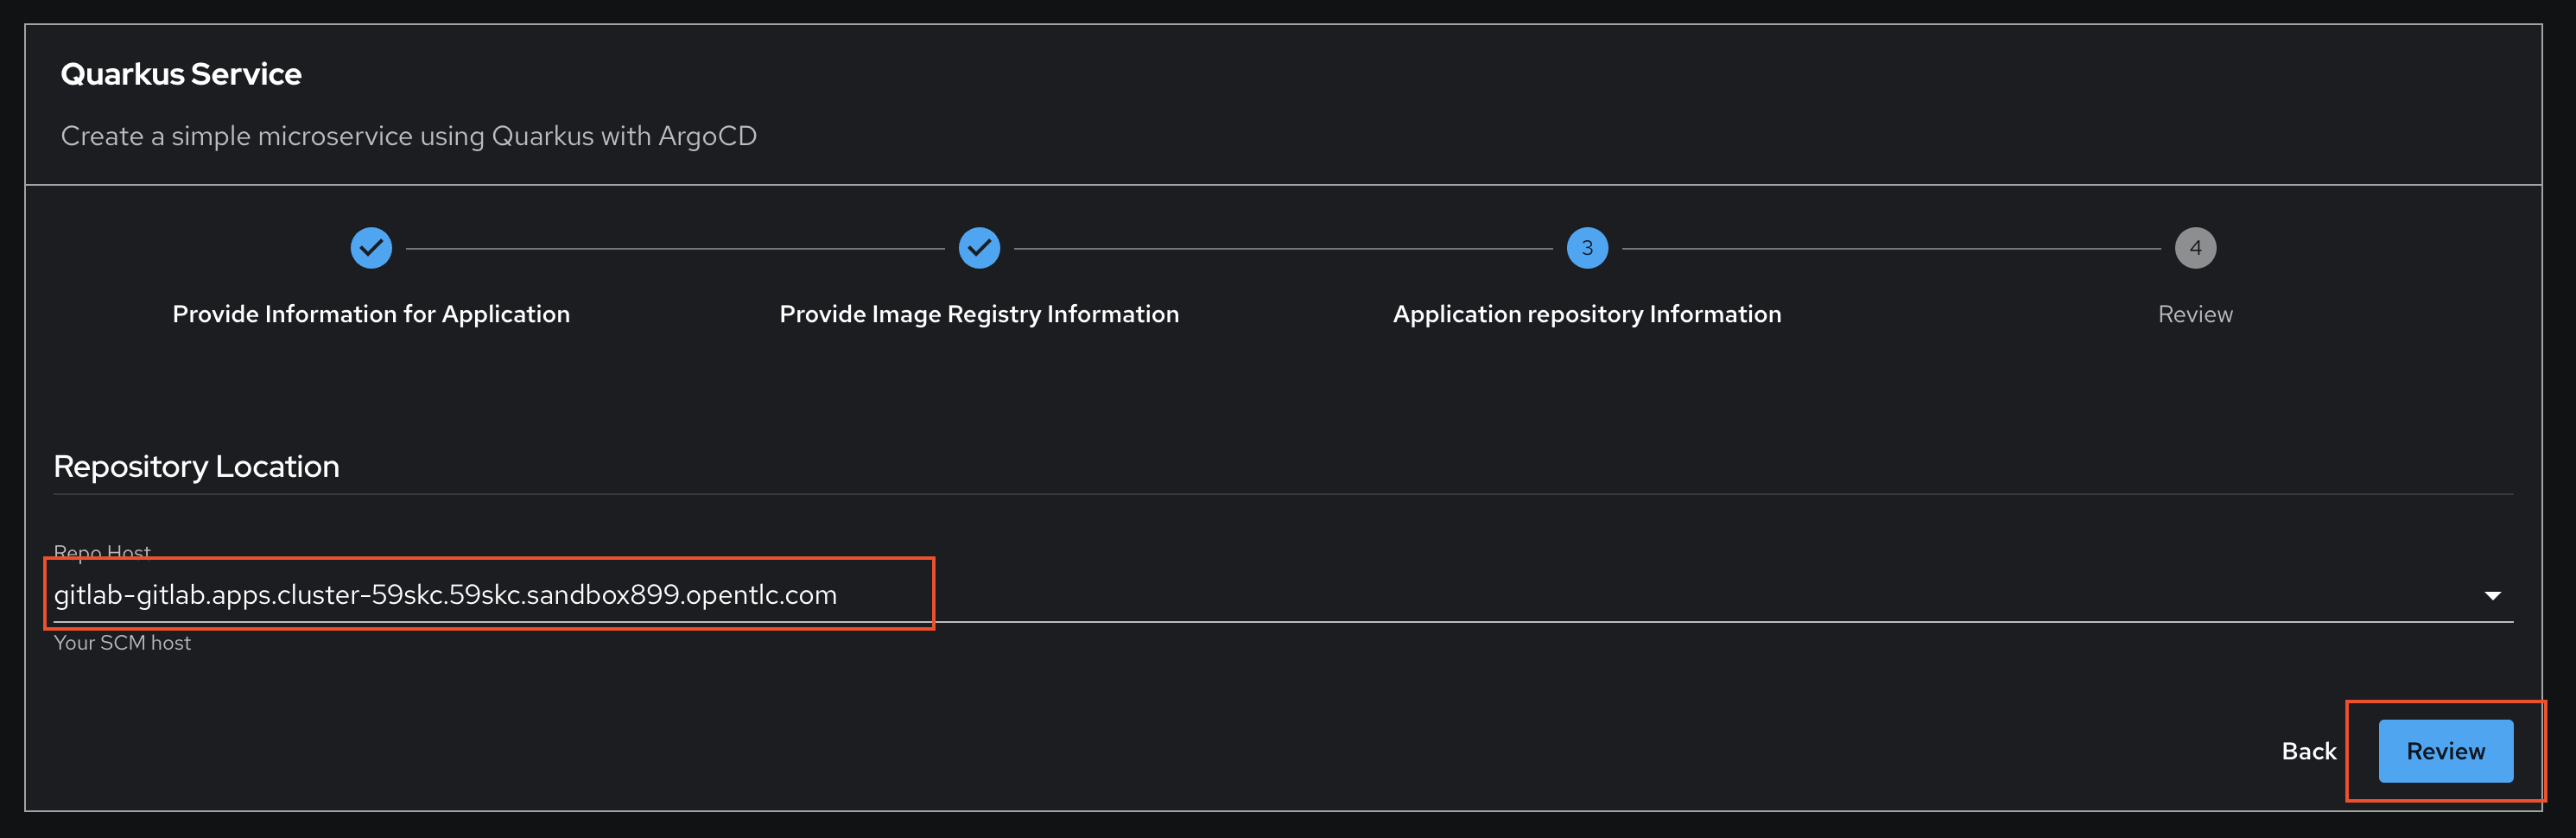 Quarkus Service
Create a simple microservice using Quarkus with ArgoCD
3
4
Provide Information for Application
Provide Image Registry Information
Application repository Information
Review
Repository Location
Repo Host
gitlab-gitlab.apps.cluster-59skc.59skc.sandbox899.opentlc.com
Your SCM host
Back
Review